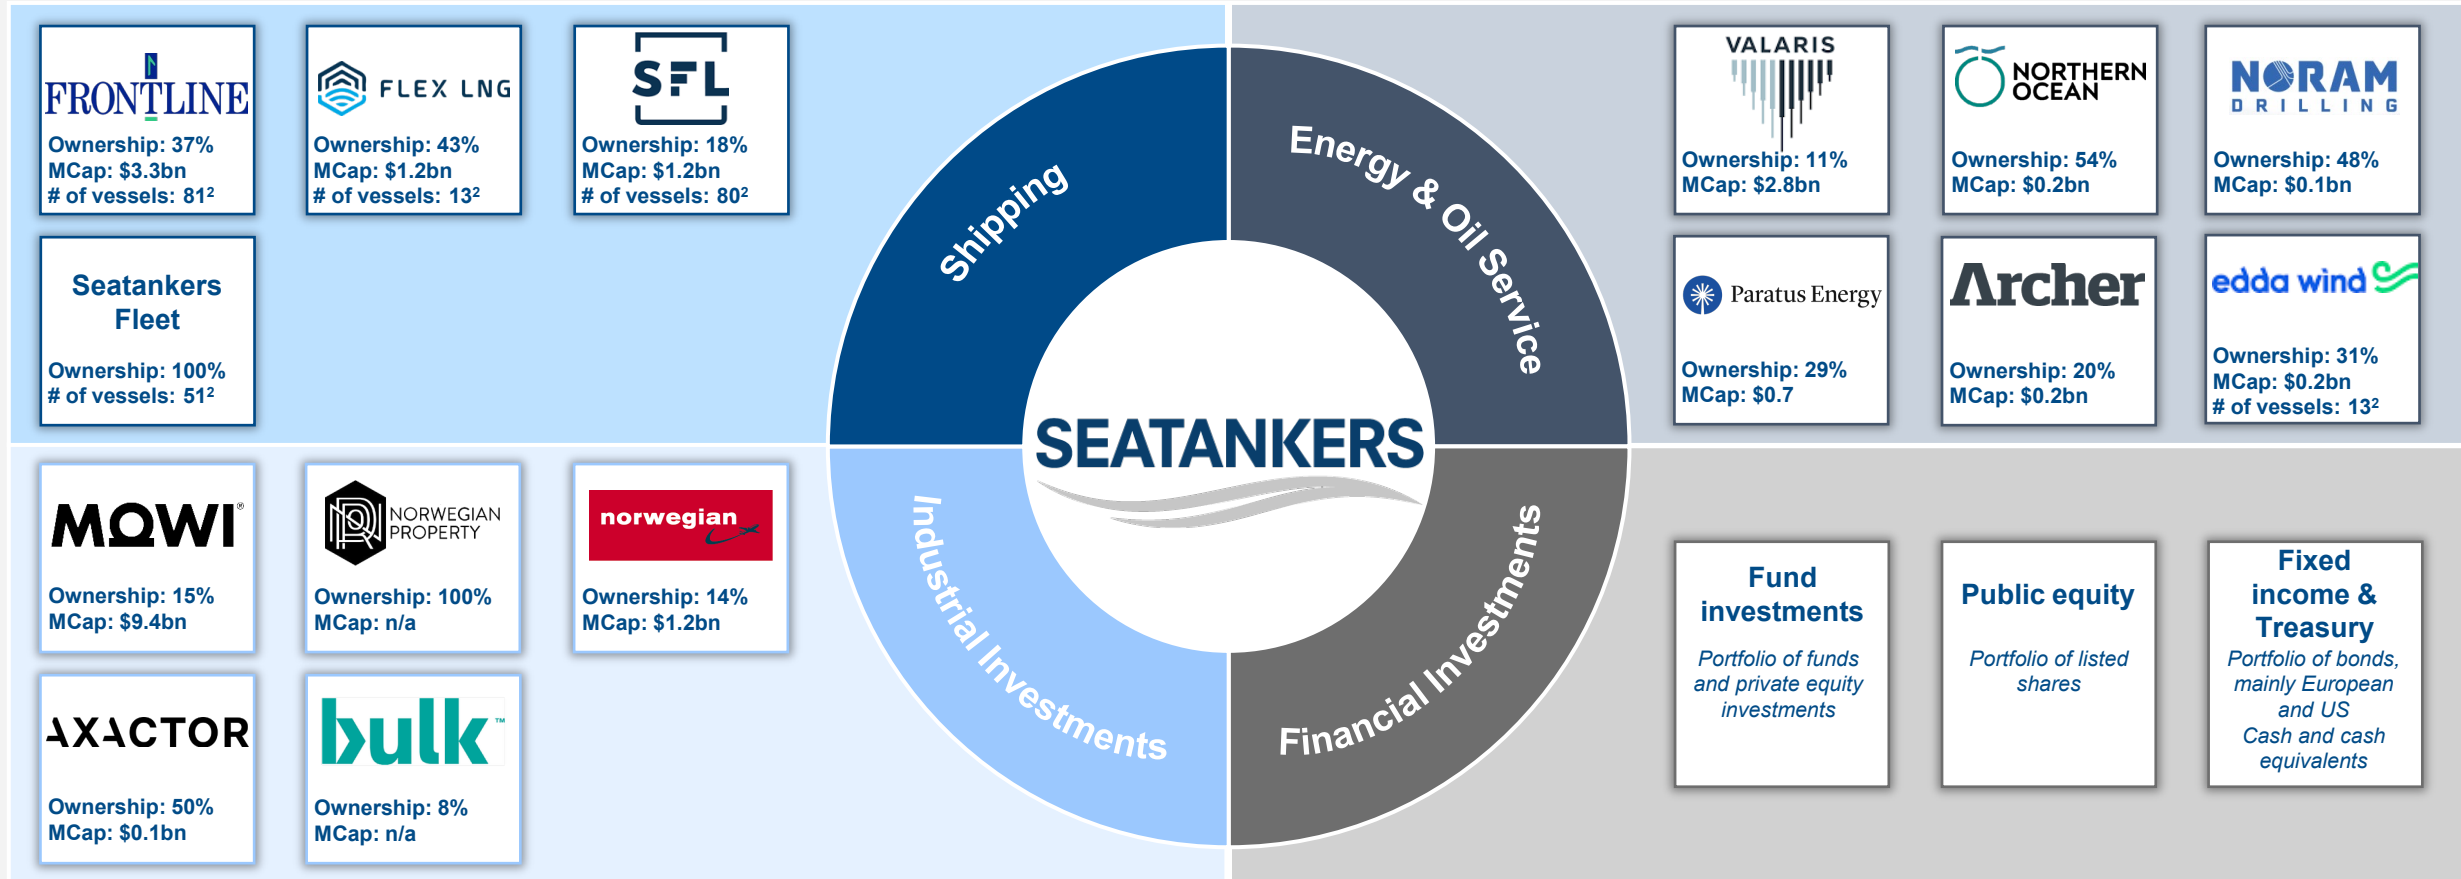 FRONTLINE
Ownership: 37%
MCap: $3.3bn
# of vessels: 81²
FLEX LNG
Ownership: 43%
MCap: $1.2bn
# of vessels: 13²
SFL
Ownership: 18%
MCap: $1.2bn
# of vessels: 80²
Seatankers
Fleet
Ownership: 100%
# of vessels: 51²
Shipping
Energy & Oil Service
VALARIS
Ownership: 11%
MCap: $2.8bn
NORTHERN
OCEAN
Ownership: 54%
MCap: $0.2bn
NORAM
DRILLING
Ownership: 48%
MCap: $0.1bn
Paratus Energy
Ownership: 29%
MCap: $0.7
Archer
Ownership: 20%
MCap: $0.2bn
edda wind
Ownership: 31%
MCap: $0.2bn
# of vessels: 13²
SEATANKERS
MOWI®
Ownership: 15%
MCap: $9.4bn
NORWEGIAN
PROPERTY
Ownership: 100%
MCap: n/a
norwegian
Ownership: 14%
MCap: $1.2bn
AXACTOR
Ownership: 50%
MCap: $0.1bn
bulk™
Ownership: 8%
MCap: n/a
Industrial Investments
Financial Investments
Fund
investments
Portfolio of funds
and private equity
investments
Public equity
Portfolio of listed
shares
Fixed
income &
Treasury
Portfolio of bonds,
mainly European
and US
Cash and cash
equivalents